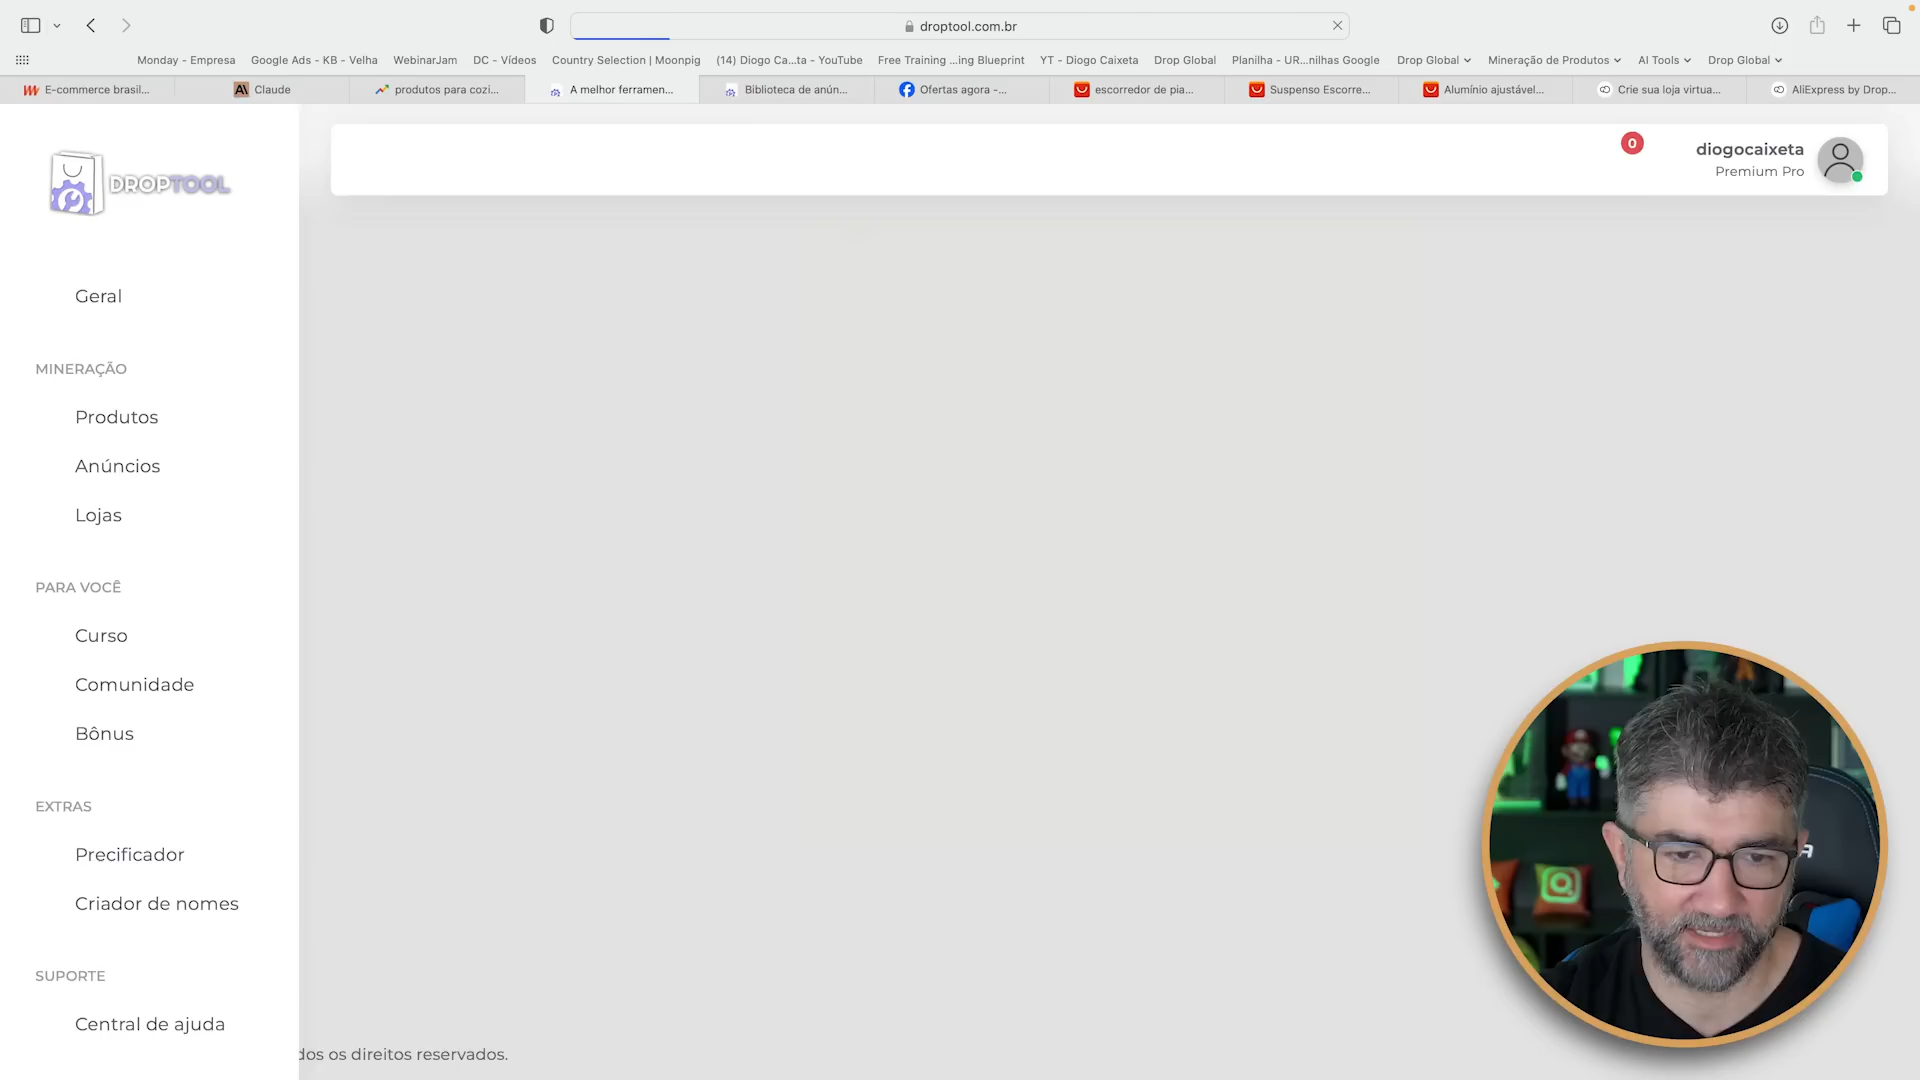 droptool.com.br
Monday - Empresa
Google Ads - KB - Velha
WebinarJam
DC - Vídeos
Country Selection | Moonpig
(14) Diogo Ca...ta - YouTube
Free Training ...ing Blueprint
YT - Diogo Caixeta
Drop Global
Planilha - UR...nilhas Google
Drop Global
Mineração de Produtos
AI Tools
Drop Global
E-commerce brasil...
Claude
produtos para cozi...
A melhor ferramen...
Biblioteca de anún...
Ofertas agora -...
escorredor de pia...
Suspenso Escorre...
Alumínio ajustável...
Crie sua loja virtua...
AliExpress by Drop...
DROPTOOL
0
diogocaixeta
Premium Pro
Geral
MINERAÇÃO
Produtos
Anúncios
Lojas
PARA VOCÊ
Curso
Comunidade
Bônus
EXTRAS
Precificador
Criador de nomes
SUPORTE
Central de ajuda
dos os direitos reservados.